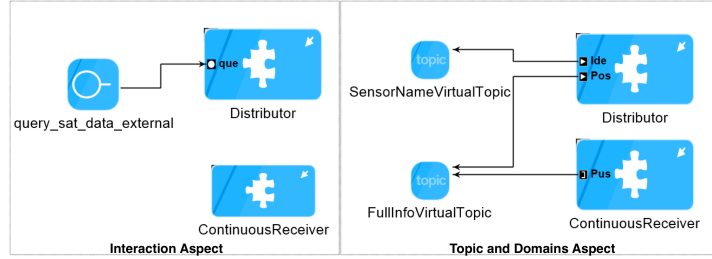 que
Distributor
query_sat_data_external
ContinuousReceiver
Interaction Aspect
topic
SensorNameVirtualTopic
Ide
Pos
Distributor
topic
FullInfoVirtualTopic
Pus
ContinuousReceiver
Topic and Domains Aspect